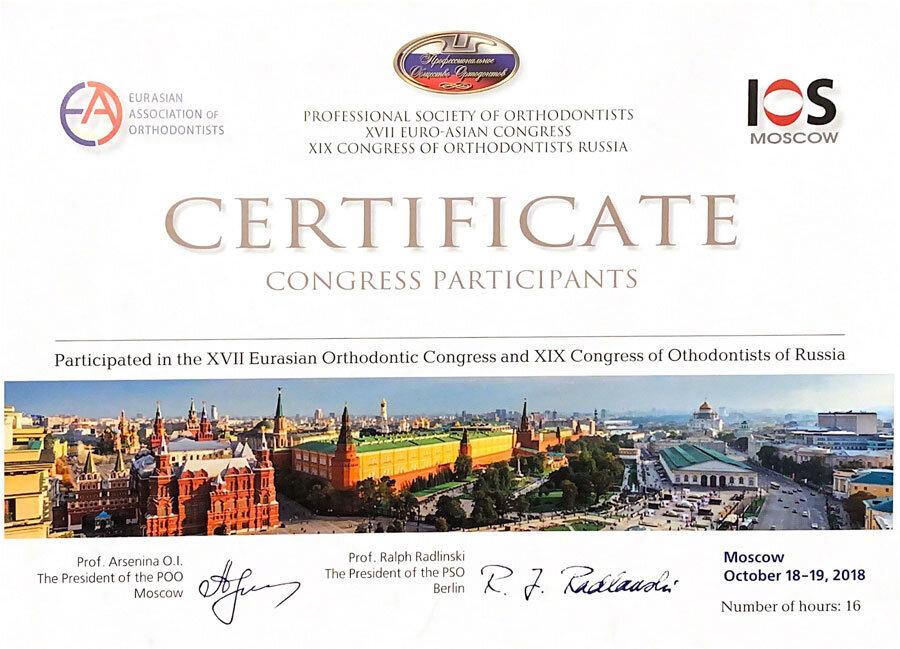 Профессиональное
Общество Ортодонтов
EURASIAN
ASSOCIATION OF
ORTHODONTISTS
PROFESSIONAL SOCIETY OF ORTHODONTISTS
XVII EURO-ASIAN CONGRESS
XIX CONGRESS OF ORTHODONTISTS RUSSIA
IOS
MOSCOW
CERTIFICATE
CONGRESS PARTICIPANTS
Participated in the XVII Eurasian Orthodontic Congress and XIX Congress of Othodontists of Russia
Prof. Arsenina O.I.
The President of the POO
Moscow
Prof. Ralph Radlinski
The President of the PSO
Berlin
R. J. Radlanski
Moscow
October 18–19, 2018
Number of hours: 16